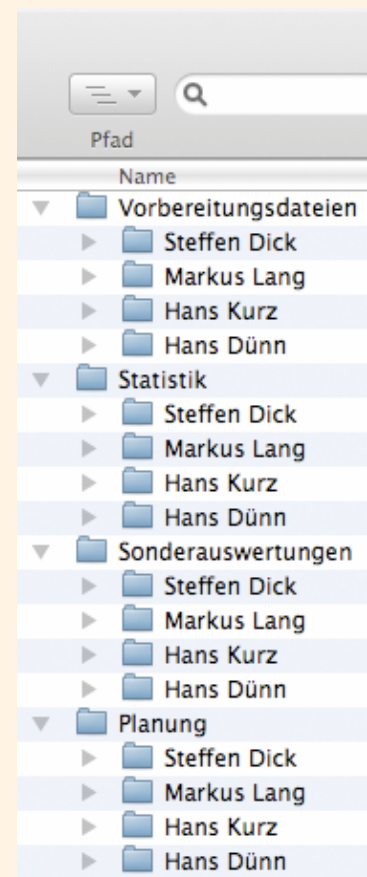 Pfad
Name
Vorbereitungsdateien
Steffen Dick
Markus Lang
Hans Kurz
Hans Dünn
Statistik
Steffen Dick
Markus Lang
Hans Kurz
Hans Dünn
Sonderauswertungen
Steffen Dick
Markus Lang
Hans Kurz
Hans Dünn
Planung
Steffen Dick
Markus Lang
Hans Kurz
Hans Dünn